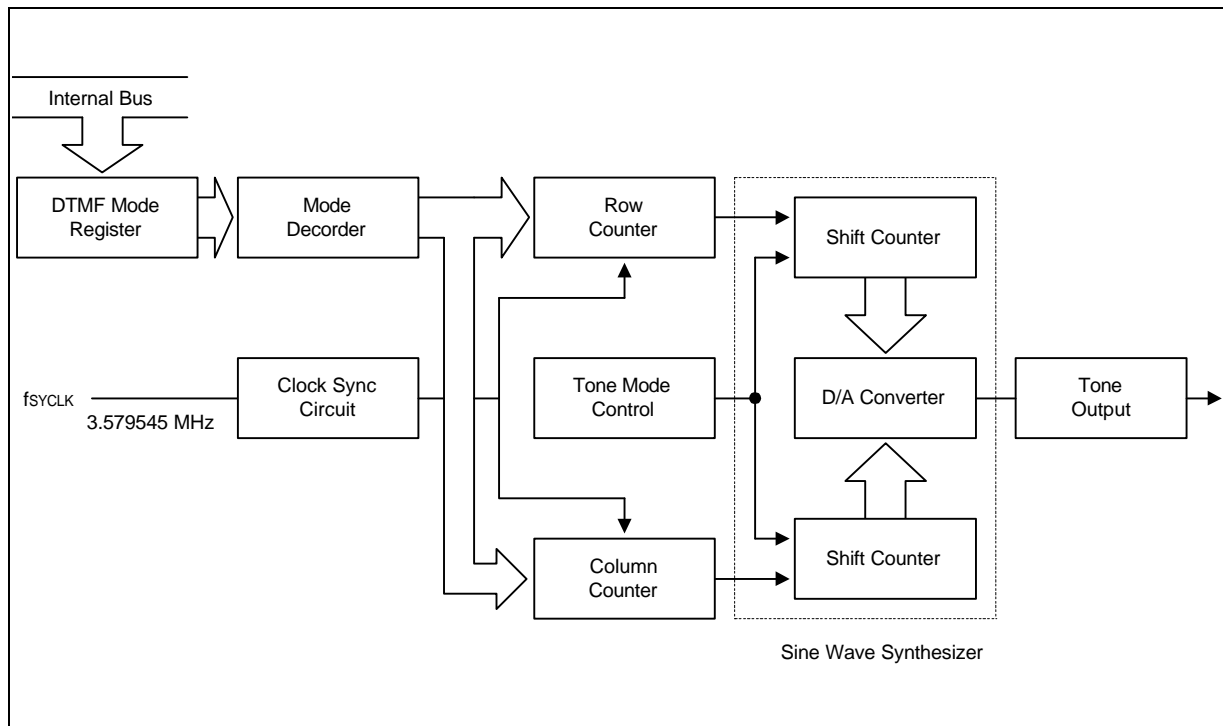 Internal Bus
DTMF Mode
Register
Mode
Decorder
Row
Counter
Shift Counter
fSYCLK
3.579545 MHz
Clock Sync
Circuit
Tone Mode
Control
D/A Converter
Tone
Output
Column
Counter
Shift Counter
Sine Wave Synthesizer